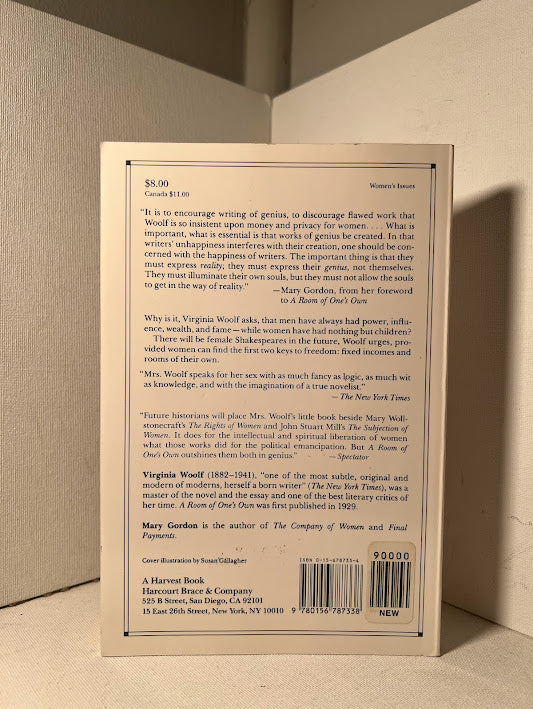 $8.00
Canada $11.00
Women's Issues
"It is to encourage writing of genius, to discourage flawed work that
Woolf is so insistent upon money and privacy for women. . . . What is
important, what is essential is that works of genius be created. In that
writers' unhappiness interferes with their creation, one should be con-
cerned with the happiness of writers. The important thing is that they
must express reality; they must express their genius, not themselves.
They must illuminate their own souls, but they must not allow the souls
to get in the way of reality."
—Mary Gordon, from her foreword
to A Room of One's Own
Why is it, Virginia Woolf asks, that men have always had power, influ-
ence, wealth, and fame—while women have had nothing but children?
There will be female Shakespeares in the future, Woolf urges, pro-
vided women can find the first two keys to freedom: fixed incomes and
rooms of their own.
"Mrs. Woolf speaks for her sex with as much fancy as logic, as much wit
as knowledge, and with the imagination of a true novelist."
—The New York Times
"Future historians will place Mrs. Woolf's little book beside Mary Woll-
stonecraft's The Rights of Women and John Stuart Mill's The Subjection of
Women. It does for the intellectual and spiritual liberation of women
what those works did for the political emancipation. But A Room of
One's Own outshines them both in genius."
—Spectator
Virginia Woolf (1882–1941), "one of the most subtle, original and
modern of moderns, herself a born writer" (The New York Times), was a
master of the novel and the essay and one of the best literary critics of
her time. A Room of One's Own was first published in 1929.
Mary Gordon is the author of The Company of Women and Final
Payments.
Cover illustration by Susan Gallagher
A Harvest Book
Harcourt Brace & Company
525 B Street, San Diego, CA 92101
15 East 26th Street, New York, NY 10010
ISBN 0-15-678733-4
9 780156 787338
90000
NEW